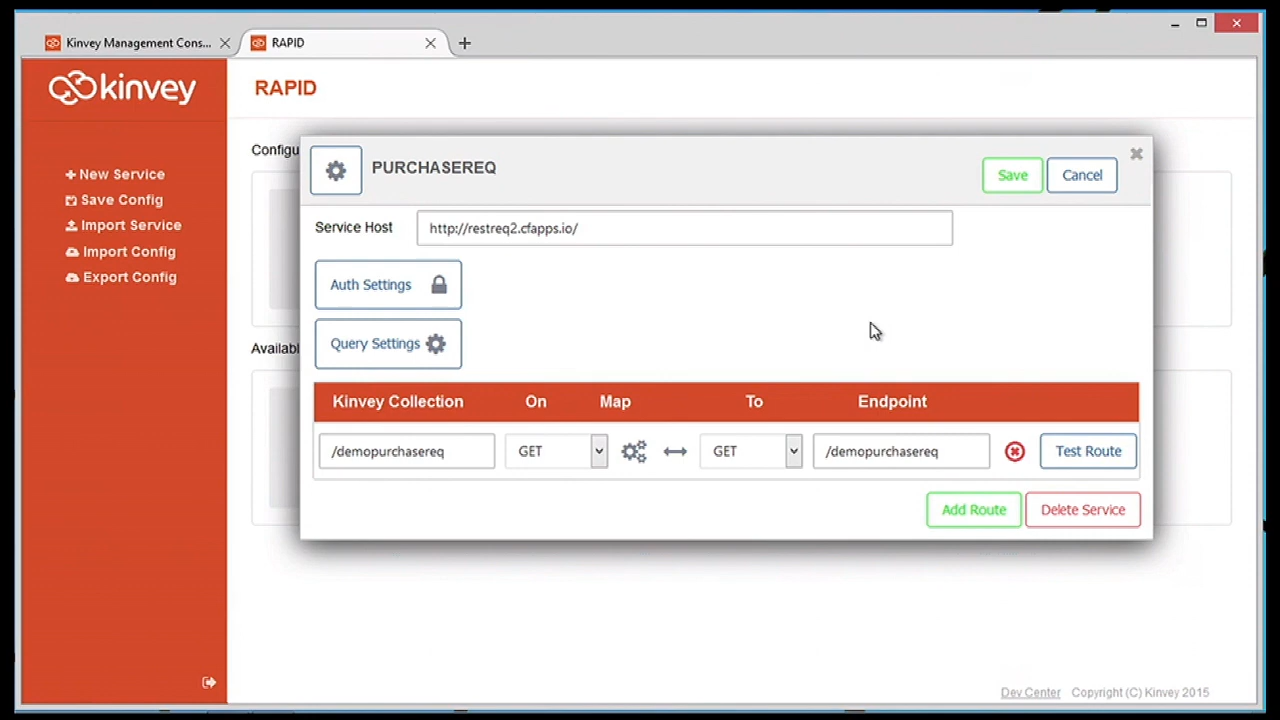 Kinvey Management Cons...
RAPID
kinvey
RAPID
New Service
Save Config
Import Service
Import Config
Export Config
Configu
PURCHASEREQ
Save
Cancel
Service Host
http://restreq2.cfapps.io/
Auth Settings
Query Settings
Availabl
Kinvey Collection On Map To Endpoint
/demopurchasereq GET GET /demopurchasereq Test Route
Add Route Delete Service
Dev Center Copyright (C) Kinvey 2015